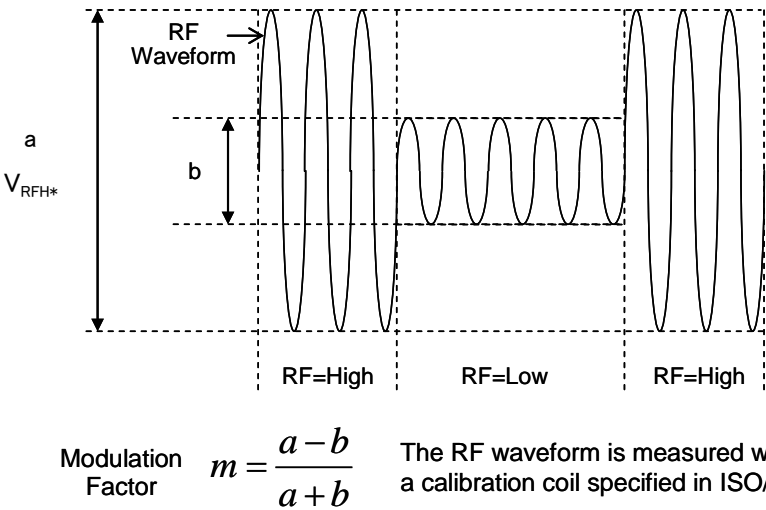 RF
Waveform
a
V_RFH*
b
RF=High
RF=Low
RF=High
Modulation
Factor
m = (a−b)/(a+b)
The RF waveform is measured
a calibration coil specified in